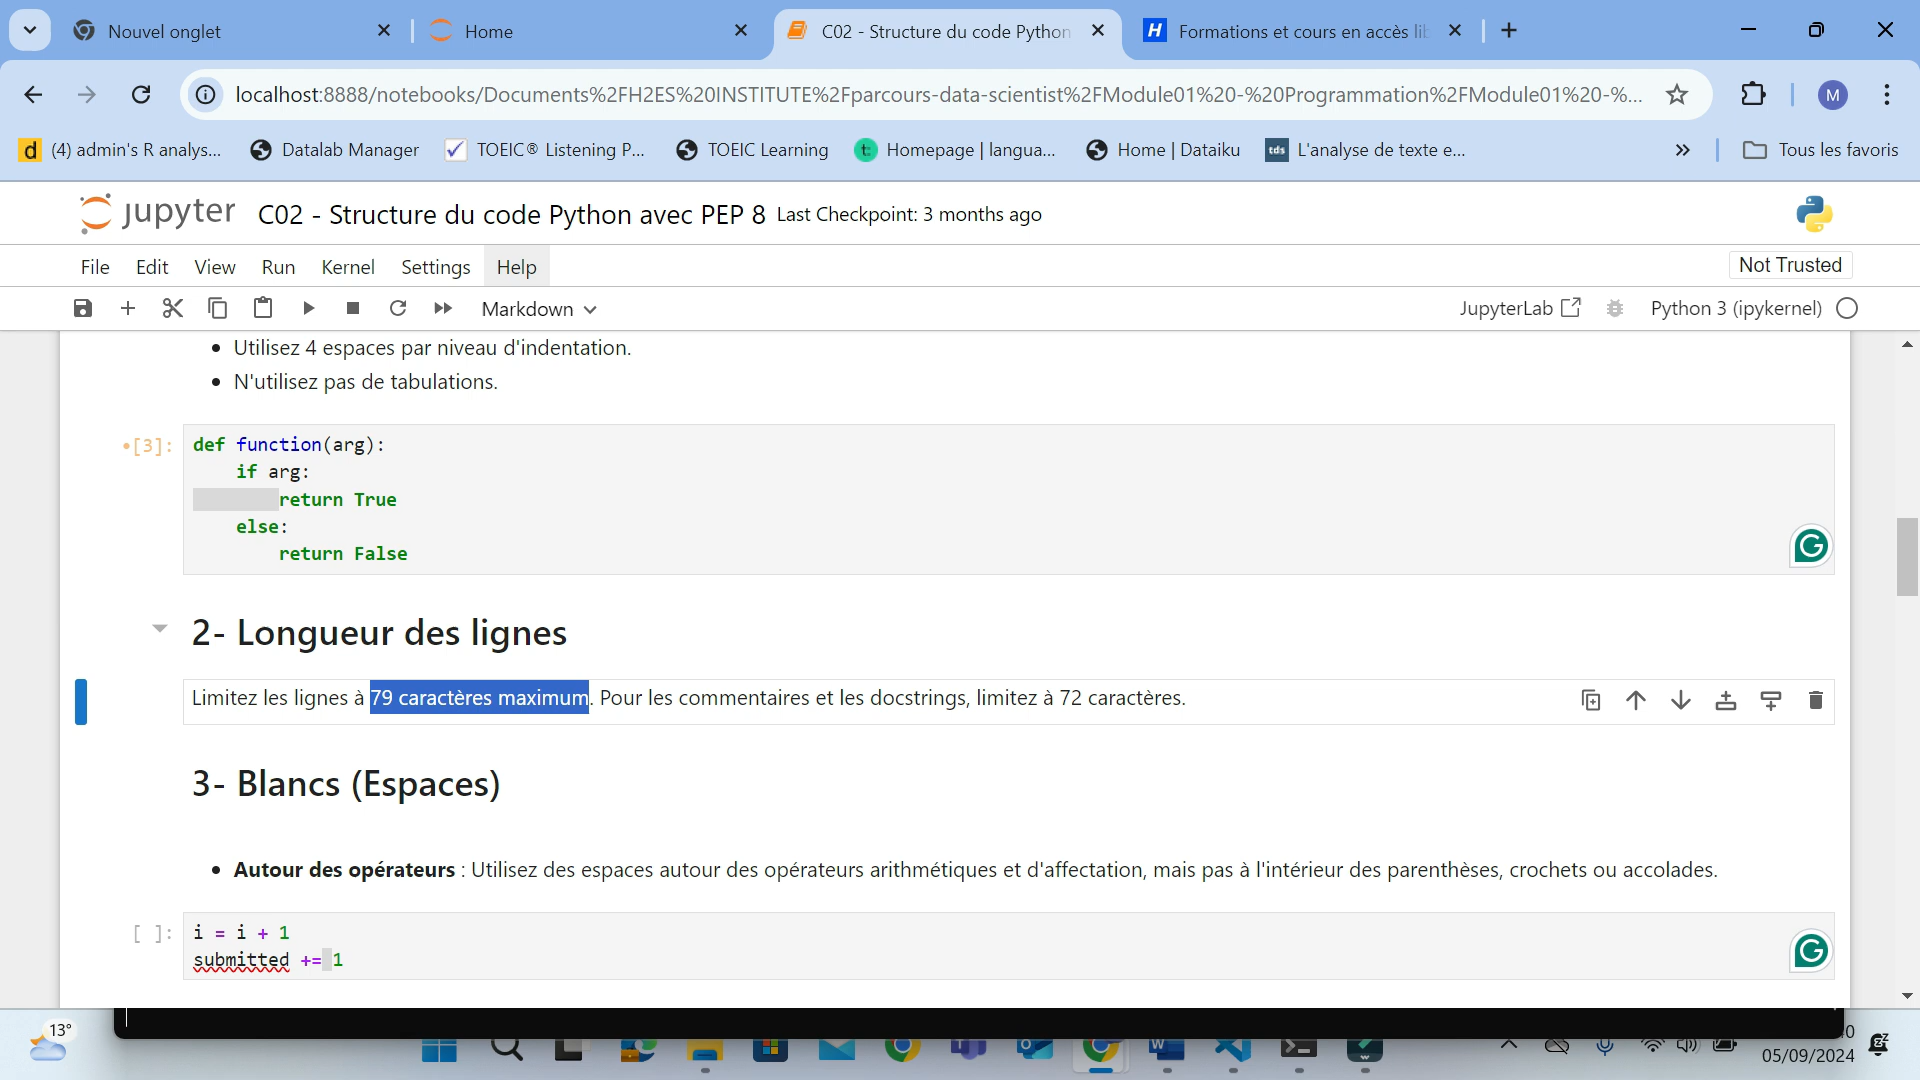 Nouvel onglet
Home
C02 - Structure du code Python
Formations et cours en accès lib
localhost:8888/notebooks/Documents%2FH2ES%20INSTITUTE%2Fparcours-data-scientist%2FModule01%20-%20Programmation%2FModule01%20-%...
M
(4) admin's R analys...
Datalab Manager
TOEIC® Listening P...
TOEIC Learning
Homepage | langua...
Home | Dataiku
L'analyse de texte e...
Tous les favoris
jupyter C02 - Structure du code Python avec PEP 8 Last Checkpoint: 3 months ago
File Edit View Run Kernel Settings Help
Not Trusted
Markdown
JupyterLab
Python 3 (ipykernel)
• Utilisez 4 espaces par niveau d'indentation.
• N'utilisez pas de tabulations.
•[3]: def function(arg):
if arg:
return True
else:
return False
2- Longueur des lignes
Limitez les lignes à 79 caractères maximum. Pour les commentaires et les docstrings, limitez à 72 caractères.
3- Blancs (Espaces)
• Autour des opérateurs : Utilisez des espaces autour des opérateurs arithmétiques et d'affectation, mais pas à l'intérieur des parenthèses, crochets ou accolades.
[ ]: i = i + 1
submitted += 1
13°
05/09/2024